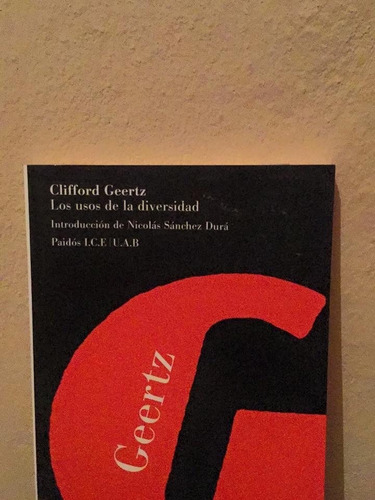 Clifford Geertz
Los usos de la diversidad
Introducción de Nicolás Sánchez Durá
Paidós I.C.E | U.A.B
Geertz